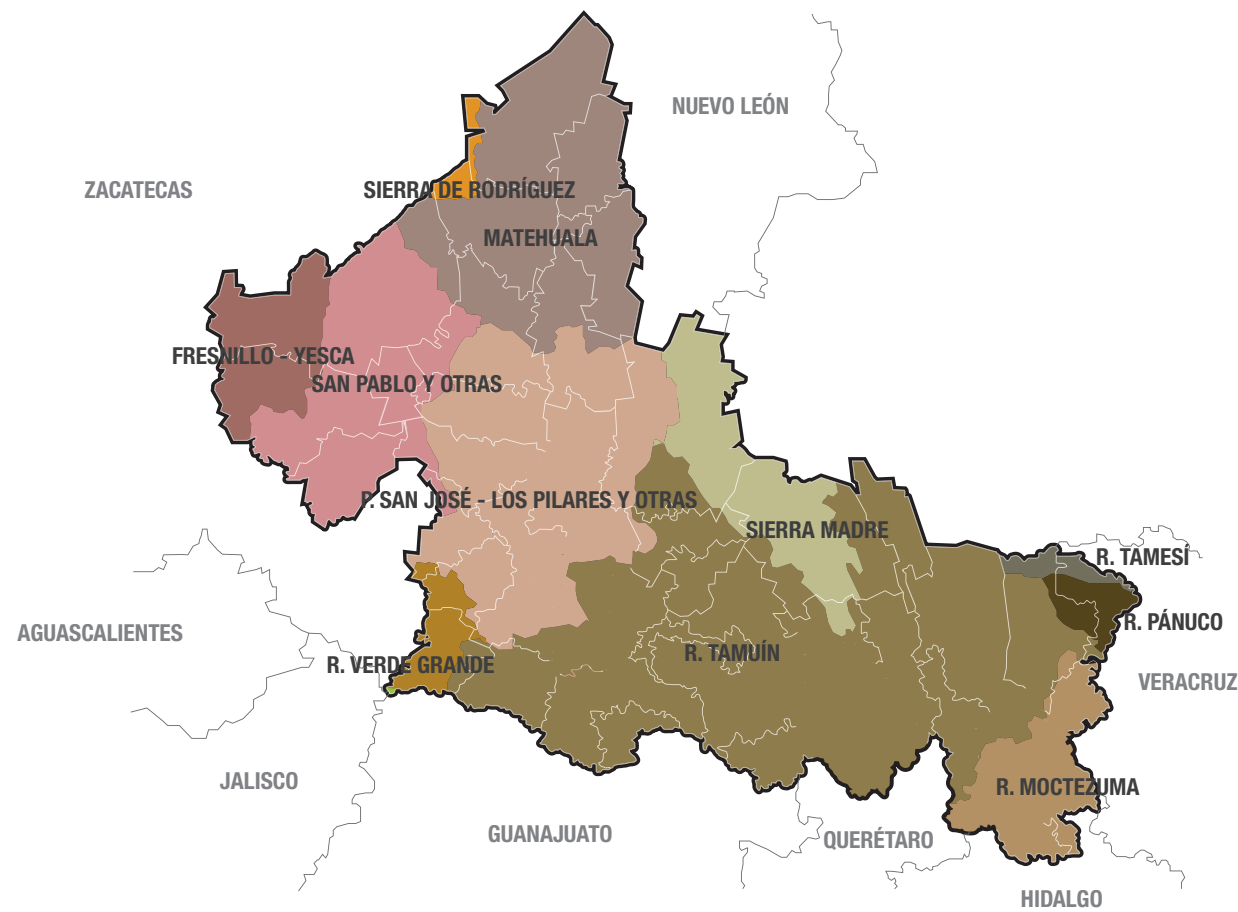 NUEVO LEÓN
ZACATECAS
SIERRA DE RODRÍGUEZ
MATEHUALA
FRESNILLO - YESCA
SAN PABLO Y OTRAS
P. SAN JOSÉ - LOS PILARES Y OTRAS
SIERRA MADRE
R. TAMESÍ
R. PÁNUCO
AGUASCALIENTES
R. TAMUÍN
R. VERDE GRANDE
VERACRUZ
JALISCO
R. MOCTEZUMA
GUANAJUATO
QUERÉTARO
HIDALGO